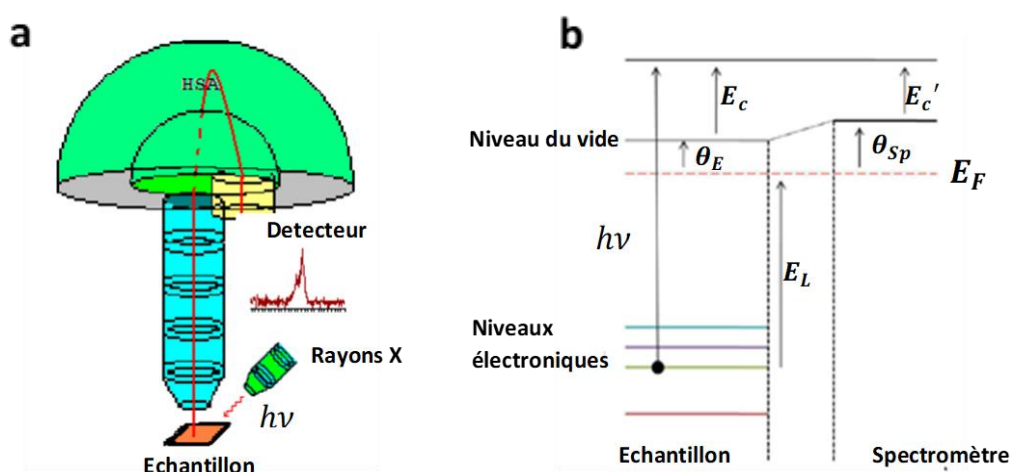 a
HSA
Detecteur
Rayons X
hν
Echantillon
b
E_c
E_c'
Niveau du vide
θ_E
θ_Sp
E_F
hν
E_L
Niveaux
électroniques
Echantillon
Spectromètre